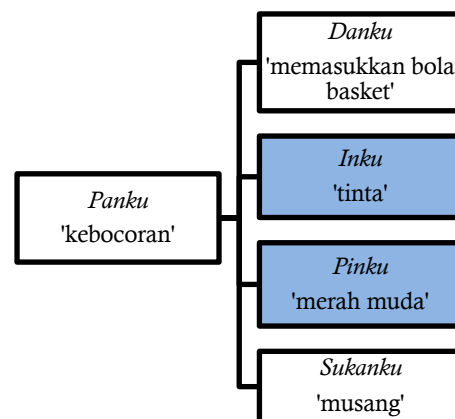 Danku
'memasukkan bola
basket'
Inku
'tinta'
Panku
'kebocoran'
Pinku
'merah muda'
Sukanku
'musang'